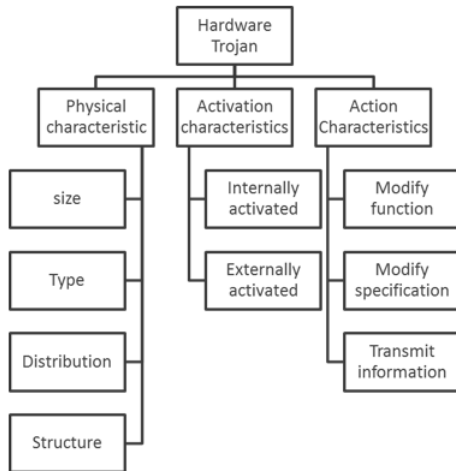 Hardware
Trojan
Physical
characteristic
Activation
characteristics
Action
Characteristics
size
Type
Distribution
Structure
Internally
activated
Externally
activated
Modify
function
Modify
specification
Transmit
information